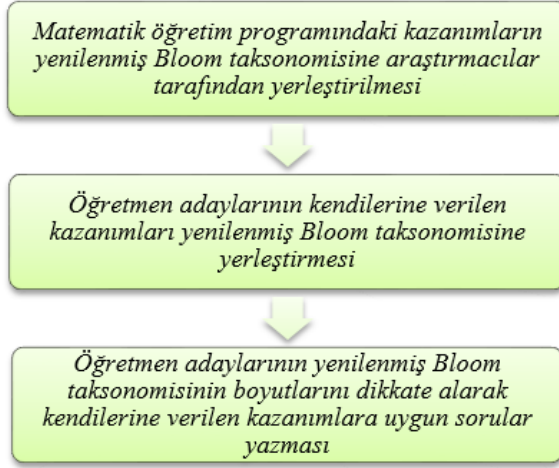 Matematik öğretim programındaki kazanımların
yenilenmiş Bloom taksonomisine araştırmacılar
tarafından yerleştirilmesi
Öğretmen adaylarının kendilerine verilen
kazanımları yenilenmiş Bloom taksonomisine
yerleştirmesi
Öğretmen adaylarının yenilenmiş Bloom
taksonomisinin boyutlarını dikkate alarak
kendilerine verilen kazanımlara uygun sorular
yazması